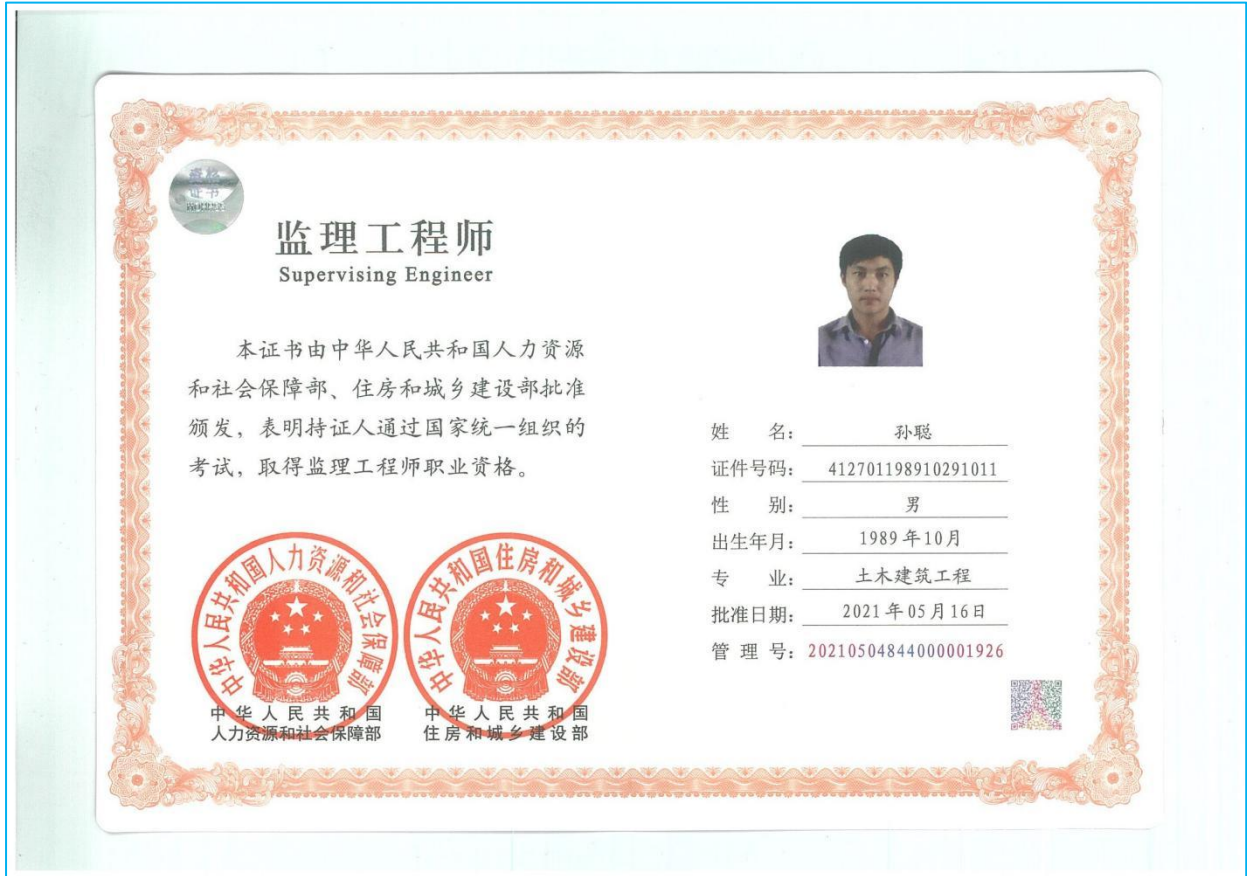 资格
证书
监理工程师
Supervising Engineer
本证书由中华人民共和国人力资源
和社会保障部、住房和城乡建设部批准
颁发，表明持证人通过国家统一组织的
考试，取得监理工程师职业资格。
姓 名： 孙聪
证件号码： 412701198910291011
性 别： 男
出生年月： 1989年10月
专 业： 土木建筑工程
批准日期： 2021年05月16日
管 理 号： 20210504844000001926
中华人民共和国人力资源和社会保障部
中华人民共和国住房和城乡建设部
中华人民共和国
人力资源和社会保障部
中华人民共和国
住房和城乡建设部